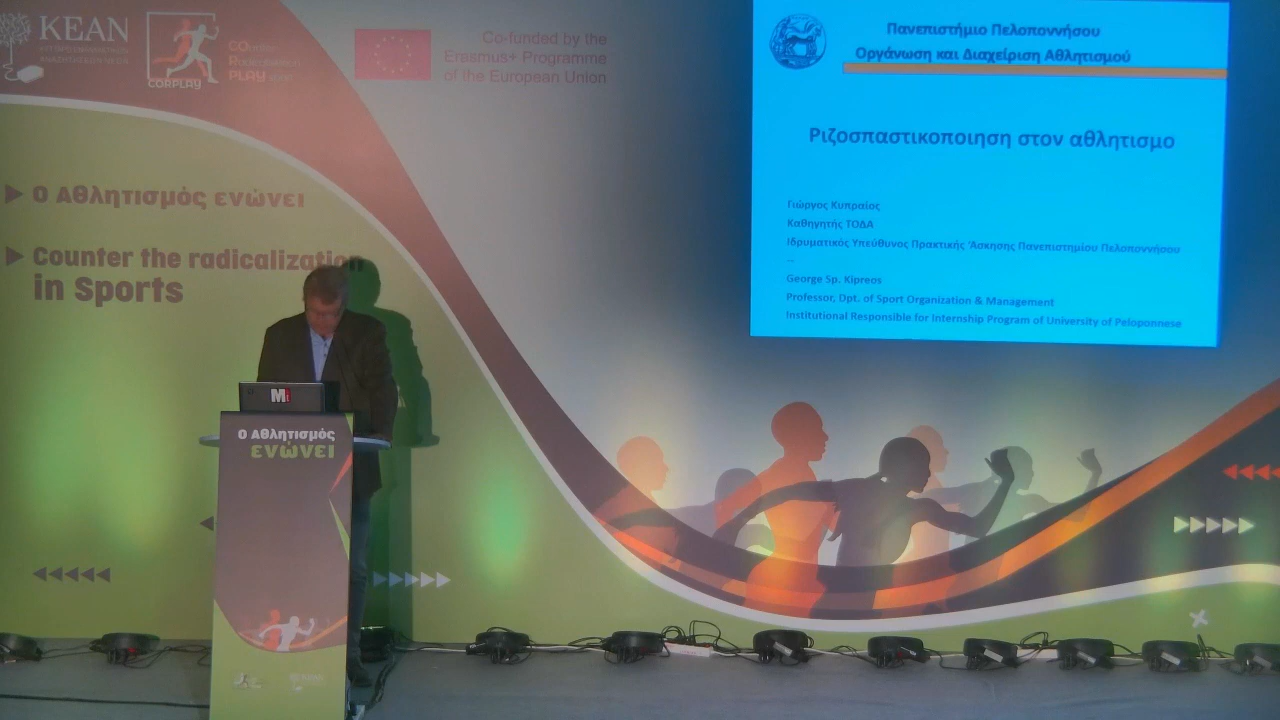 KEAN
CORPLAY
PLAY
Co-funded by the
Erasmus+ Programme
of the European Union
Ο Αθλητισμός ενώνει
Counter the radicalization
in Sports
Πανεπιστήμιο Πελοποννήσου
Οργάνωση και Διαχείριση Αθλητισμού
Ριζοσπαστικοποιηση στον αθλητισμο
Γιώργος Κυπραίος
Καθηγητής ΤΟΔΑ
Ιδρυματικός Υπεύθυνος Πρακτικής Άσκησης Πανεπιστημίου Πελοποννήσου
--
George Sp. Kipreos
Professor, Dpt. of Sport Organization & Management
Institutional Responsible for Internship Program of University of Peloponnese
Ο Αθλητισμός
ενώνει